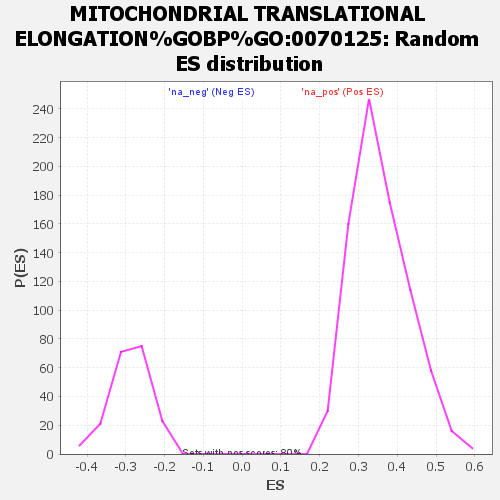 MITOCHONDRIAL TRANSLATIONAL
ELONGATION%GOBP%GO:0070125: Random
ES distribution
'na_neg' (Neg ES)
'na_pos' (Pos ES)
P(ES)
240
220
200
180
160
140
120
100
80
60
40
20
0
Sets with pos scores: 80%
-0.4 -0.3 -0.2 -0.1 0.0 0.1 0.2 0.3 0.4 0.5 0.6
ES